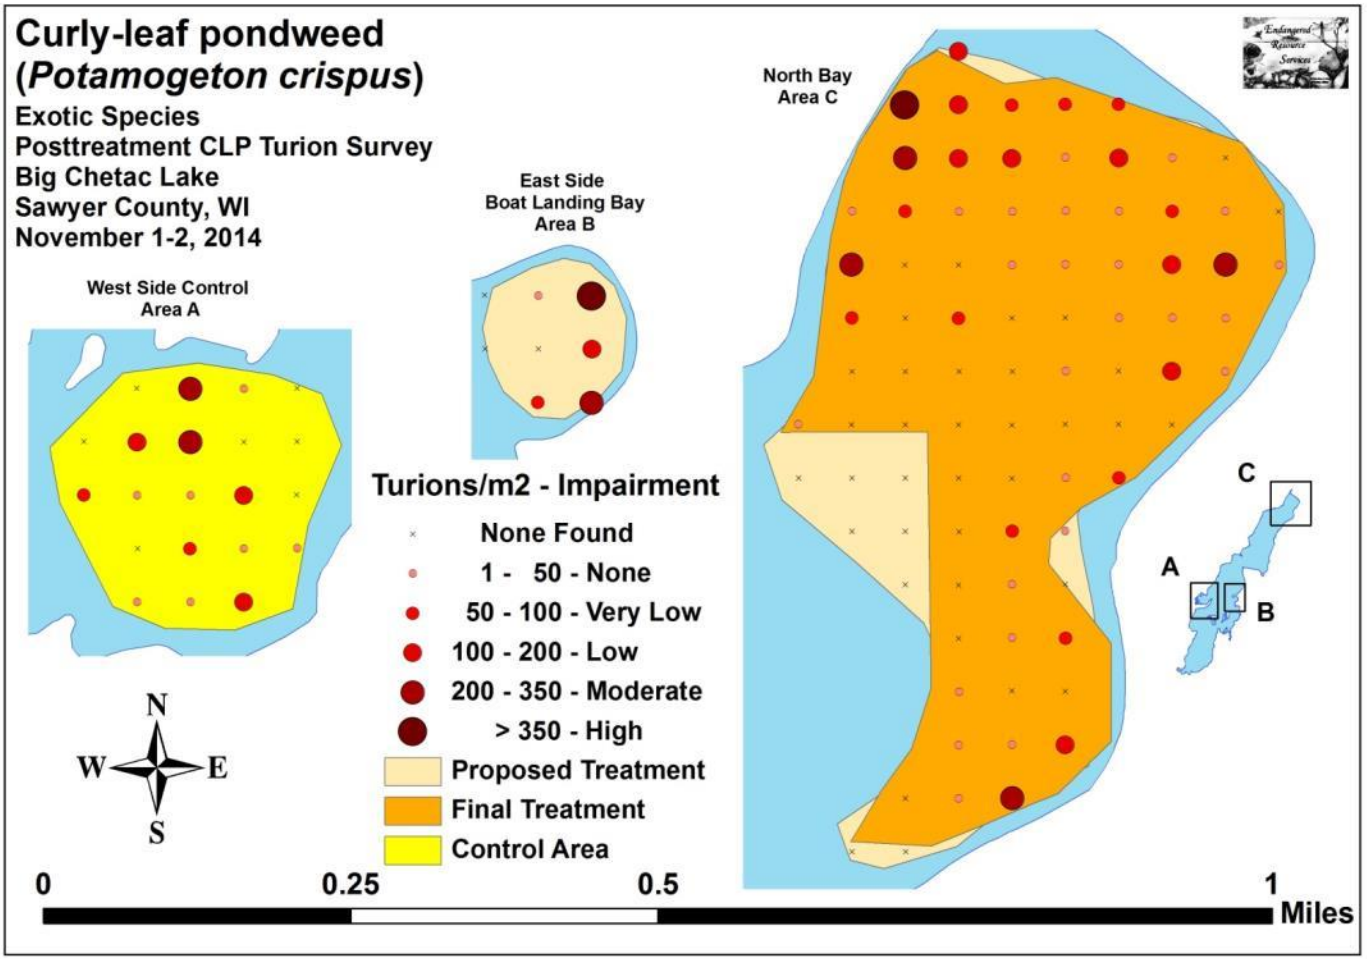 Curly-leaf pondweed
(Potamogeton crispus)
Exotic Species
Posttreatment CLP Turion Survey
Big Chetac Lake
Sawyer County, WI
November 1-2, 2014
West Side Control
Area A
East Side
Boat Landing Bay
Area B
North Bay
Area C
Endangered
Resource
Services
Turions/m2 - Impairment
None Found
1 - 50 - None
50 - 100 - Very Low
100 - 200 - Low
200 - 350 - Moderate
> 350 - High
Proposed Treatment
Final Treatment
Control Area
N
W E
S
C
A
B
0 0.25 0.5 1
Miles